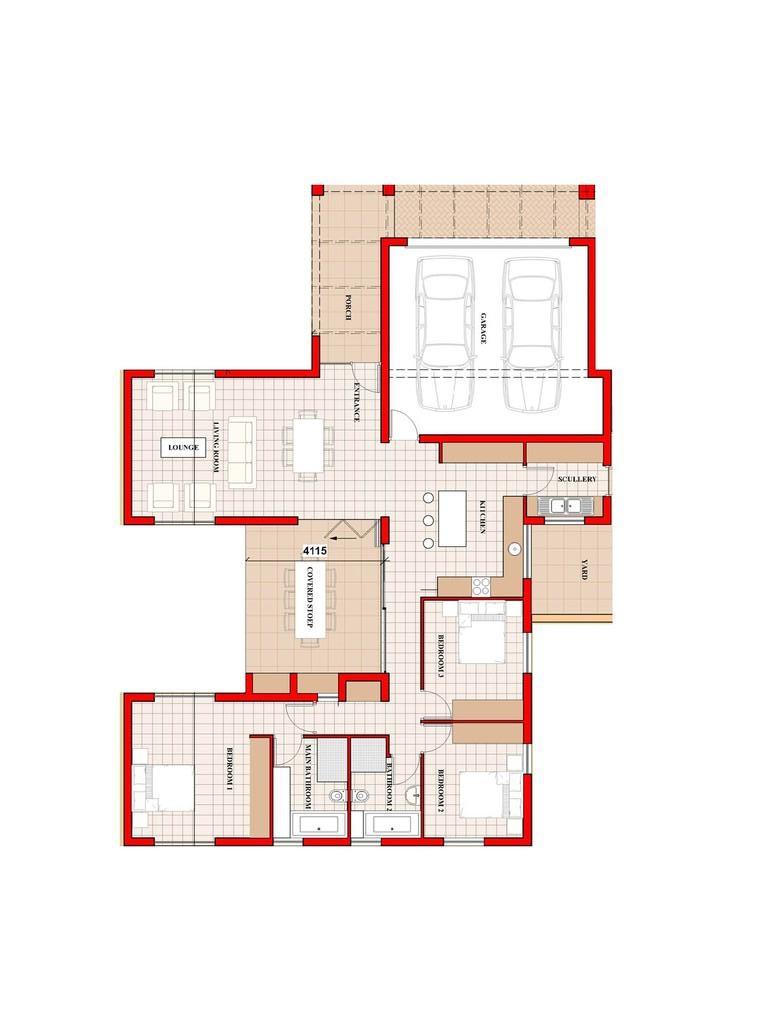 PORCH
GARAGE
ENTRANCE
LIVING ROOM
LOUNGE
SCULLERY
KITCHEN
4115
COVERED STOEP
YARD
BEDROOM 3
BEDROOM 1
MAIN BATHROOM
BATHROOM 2
BEDROOM 2